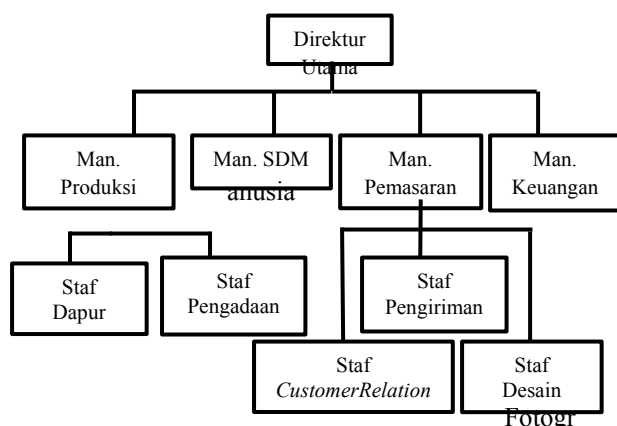 Direktur
Utama
Man.
Produksi
Man. SDM
anusia
Man.
Pemasaran
Man.
Keuangan
Staf
Dapur
Staf
Pengadaan
Staf
Pengiriman
Staf
CustomerRelation
Staf
Desain
Fotogr